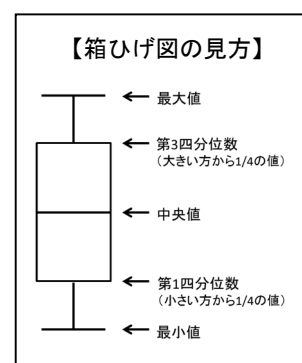 【箱ひげ図の見方】
← 最大値
← 第3四分位数
（大きい方から1/4の値）
← 中央値
← 第1四分位数
（小さい方から1/4の値）
← 最小値